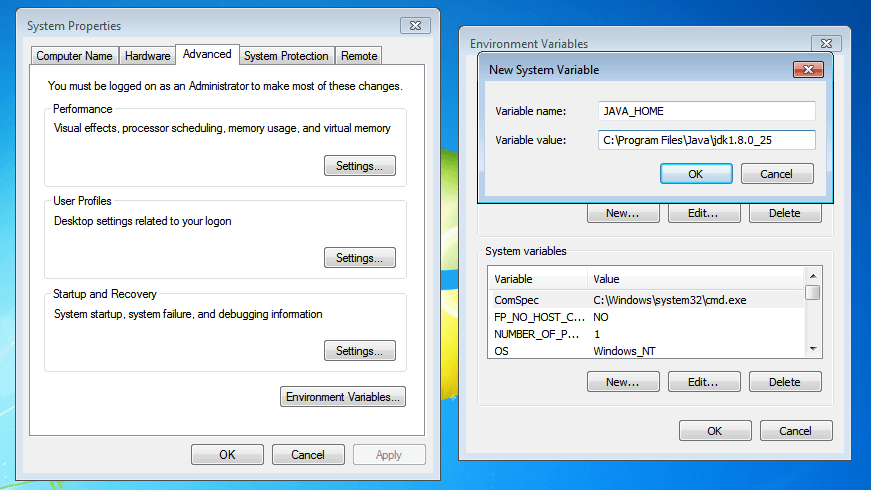 System Properties
Computer Name Hardware Advanced System Protection Remote
You must be logged on as an Administrator to make most of these changes.
Performance
Visual effects, processor scheduling, memory usage, and virtual memory
Settings...
User Profiles
Desktop settings related to your logon
Settings...
Startup and Recovery
System startup, system failure, and debugging information
Settings...
Environment Variables...
OK Cancel Apply
Environment Variables
New System Variable
Variable name: JAVA_HOME
Variable value: C:\Program Files\Java\jdk1.8.0_25
OK Cancel
New... Edit... Delete
System variables
Variable Value
ComSpec C:\Windows\system32\cmd.exe
FP_NO_HOST_C... NO
NUMBER_OF_P... 1
OS Windows_NT
New... Edit... Delete
OK Cancel